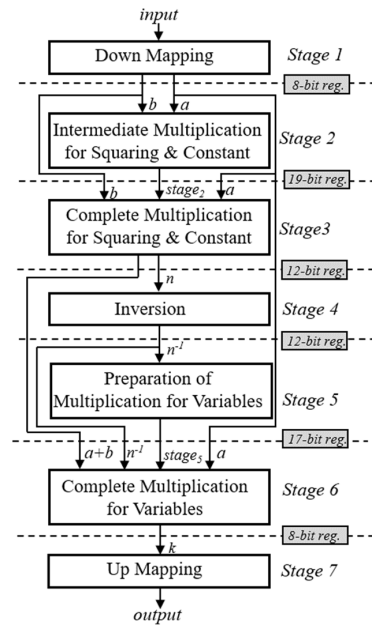 input
Down Mapping Stage 1
8-bit reg.
b a
Intermediate Multiplication
for Squaring & Constant
Stage 2
19-bit reg.
b stage₂ a
Complete Multiplication
for Squaring & Constant
Stage3
12-bit reg.
n
Inversion Stage 4
12-bit reg.
n⁻¹
Preparation of
Multiplication for Variables
Stage 5
17-bit reg.
a+b n⁻¹ stage₅ a
Complete Multiplication
for Variables
Stage 6
8-bit reg.
k
Up Mapping Stage 7
output